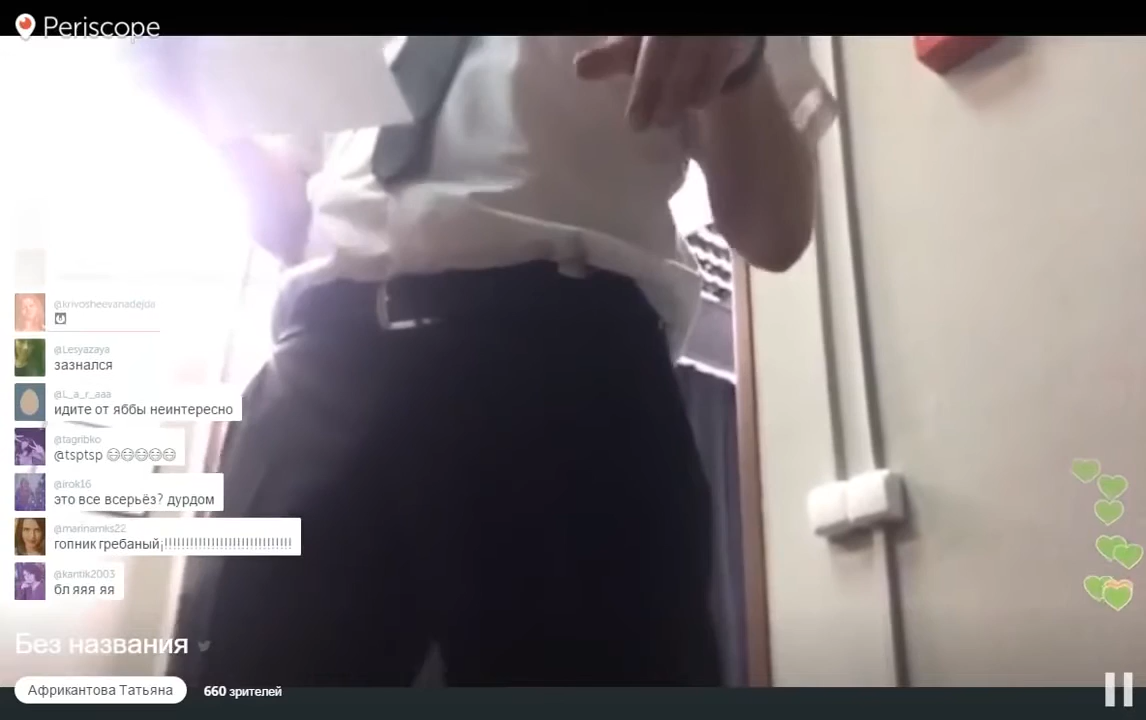 Periscope
@krivosheevanadejda
@Lesyazaya
зазнался
@L_a_r_aaa
идите от яббы неинтересно
@tagribko
@tsptsp 😂😂😂😂😂
@irok16
это все всерьёз? дурдом
@marinamks22
гопник гребаный¡!!!!!!!!!!!!!!!!!!!!!!!!!!!!!!
@kantik2003
бл яяя яя
Без названия
Африкантова Татьяна
660 зрителей